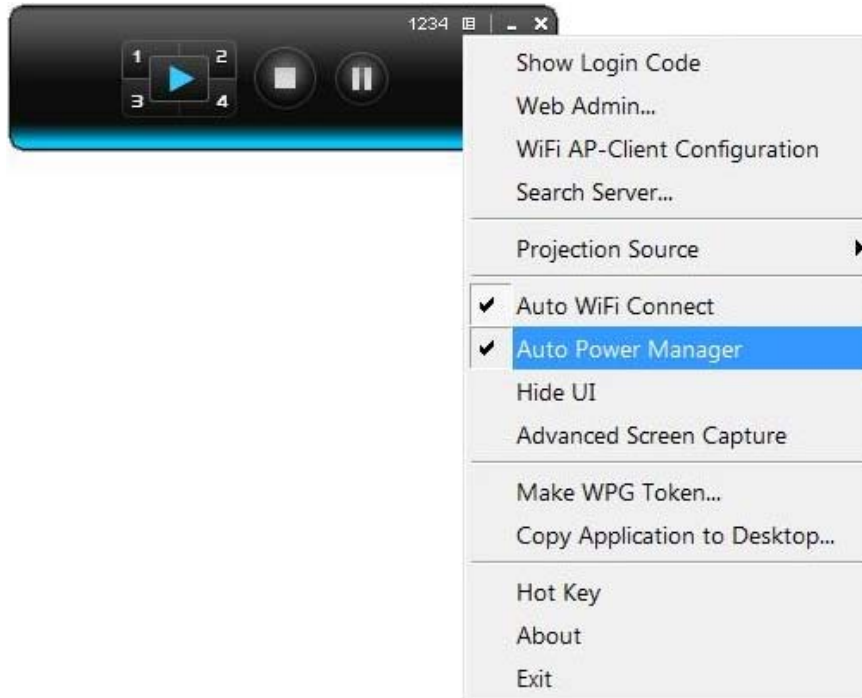 1234
1 2
3 4
Show Login Code
Web Admin...
WiFi AP-Client Configuration
Search Server...
Projection Source
Auto WiFi Connect
Auto Power Manager
Hide UI
Advanced Screen Capture
Make WPG Token...
Copy Application to Desktop...
Hot Key
About
Exit